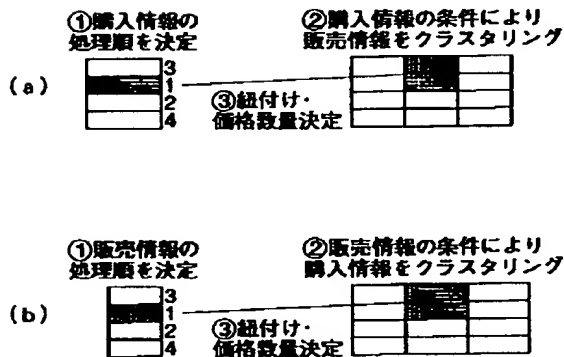 ①購入情報の
処理順を決定
②購入情報の条件により
販売情報をクラスタリング
(a)
3
1
2
4
③紐付け・
価格数量決定
①販売情報の
処理順を決定
②販売情報の条件により
購入情報をクラスタリング
(b)
3
1
2
4
③紐付け・
価格数量決定